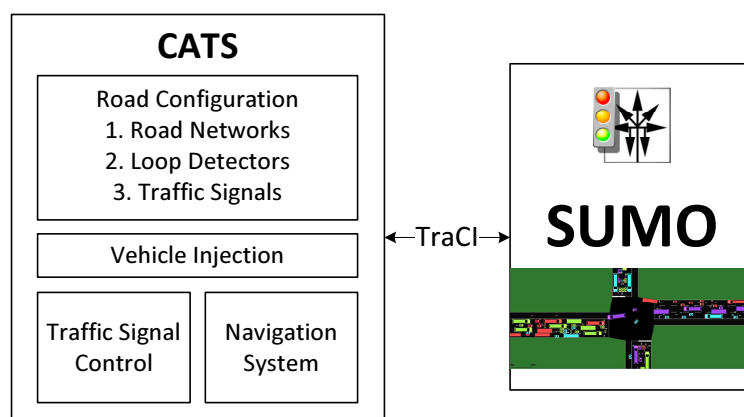 CATS
Road Configuration
1. Road Networks
2. Loop Detectors
3. Traffic Signals
Vehicle Injection
Traffic Signal
Control
Navigation
System
TraCI
SUMO